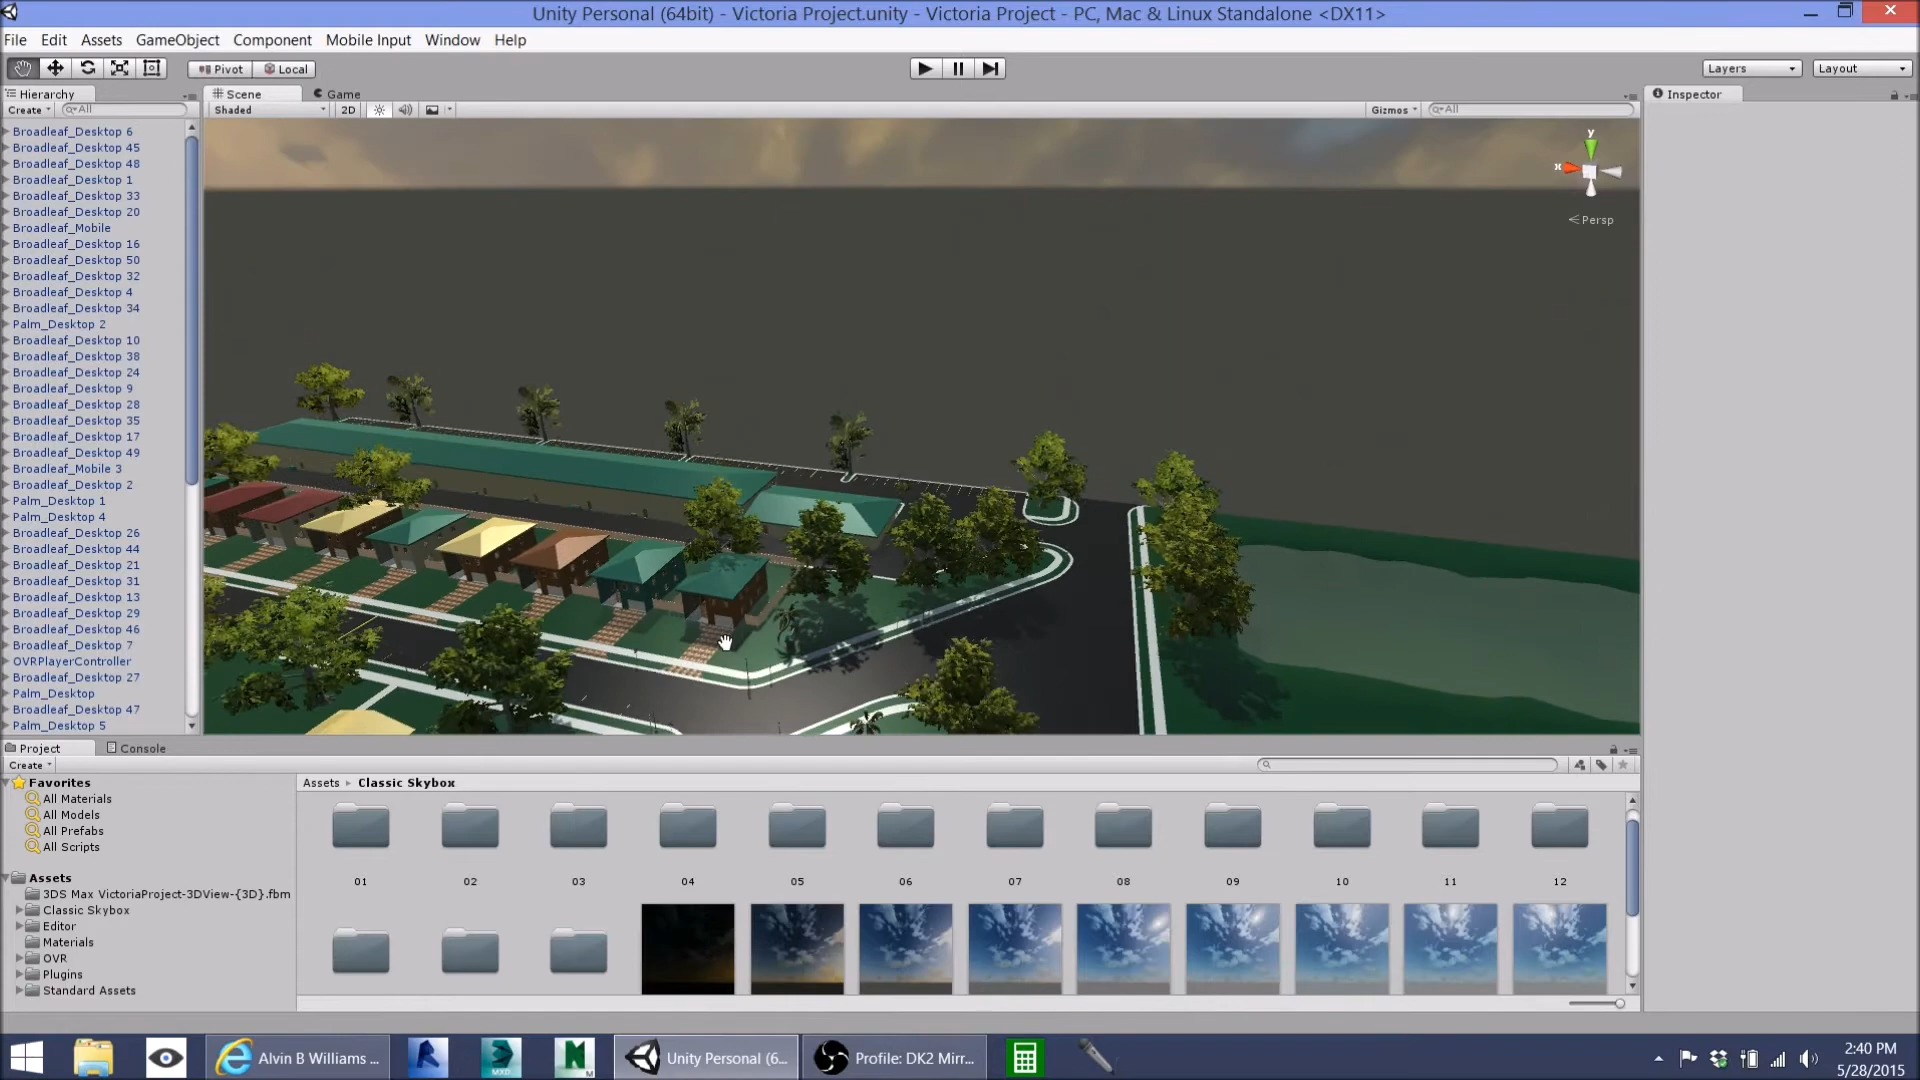 Unity Personal (64bit) - Victoria Project.unity - Victoria Project - PC, Mac & Linux Standalone <DX11>
File Edit Assets GameObject Component Mobile Input Window Help
Pivot Local Layers Layout
Hierarchy Scene Game Inspector
Create All Shaded 2D Gizmos All
Broadleaf_Desktop 6
Broadleaf_Desktop 45
Broadleaf_Desktop 48
Broadleaf_Desktop 1
Broadleaf_Desktop 33
Broadleaf_Desktop 20
Broadleaf_Mobile
Broadleaf_Desktop 16
Broadleaf_Desktop 50
Broadleaf_Desktop 32
Broadleaf_Desktop 4
Broadleaf_Desktop 34
Palm_Desktop 2
Broadleaf_Desktop 10
Broadleaf_Desktop 38
Broadleaf_Desktop 24
Broadleaf_Desktop 9
Broadleaf_Desktop 28
Broadleaf_Desktop 35
Broadleaf_Desktop 17
Broadleaf_Desktop 49
Broadleaf_Mobile 3
Broadleaf_Desktop 2
Palm_Desktop 1
Palm_Desktop 4
Broadleaf_Desktop 26
Broadleaf_Desktop 44
Broadleaf_Desktop 21
Broadleaf_Desktop 31
Broadleaf_Desktop 13
Broadleaf_Desktop 29
Broadleaf_Desktop 46
Broadleaf_Desktop 7
OVRPlayerController
Broadleaf_Desktop 27
Palm_Desktop
Broadleaf_Desktop 47
Palm_Desktop 5
y
x
Persp
Project Console
Create
Favorites
All Materials
All Models
All Prefabs
All Scripts
Assets
3DS Max VictoriaProject-3DView-{3D}.fbm
Classic Skybox
Editor
Materials
OVR
Plugins
Standard Assets
Assets Classic Skybox
01 02 03 04 05 06 07 08 09 10 11 12
Alvin B Williams ... MXD M Unity Personal (6... Profile: DK2 Mirr...
2:40 PM
5/28/2015